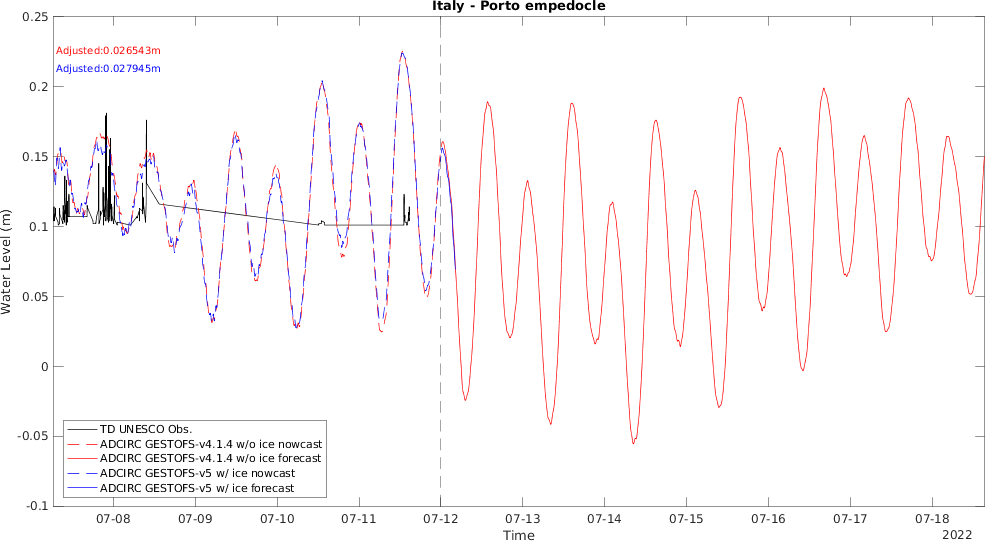 Italy - Porto empedocle
Adjusted:0.026543m
Adjusted:0.027945m
0.25
0.2
0.15
0.1
0.05
0
-0.05
-0.1
Water Level (m)
TD UNESCO Obs.
ADCIRC GESTOFS-v4.1.4 w/o ice nowcast
ADCIRC GESTOFS-v4.1.4 w/o ice forecast
ADCIRC GESTOFS-v5 w/ ice nowcast
ADCIRC GESTOFS-v5 w/ ice forecast
07-08 07-09 07-10 07-11 07-12 07-13 07-14 07-15 07-16 07-17 07-18
Time
2022